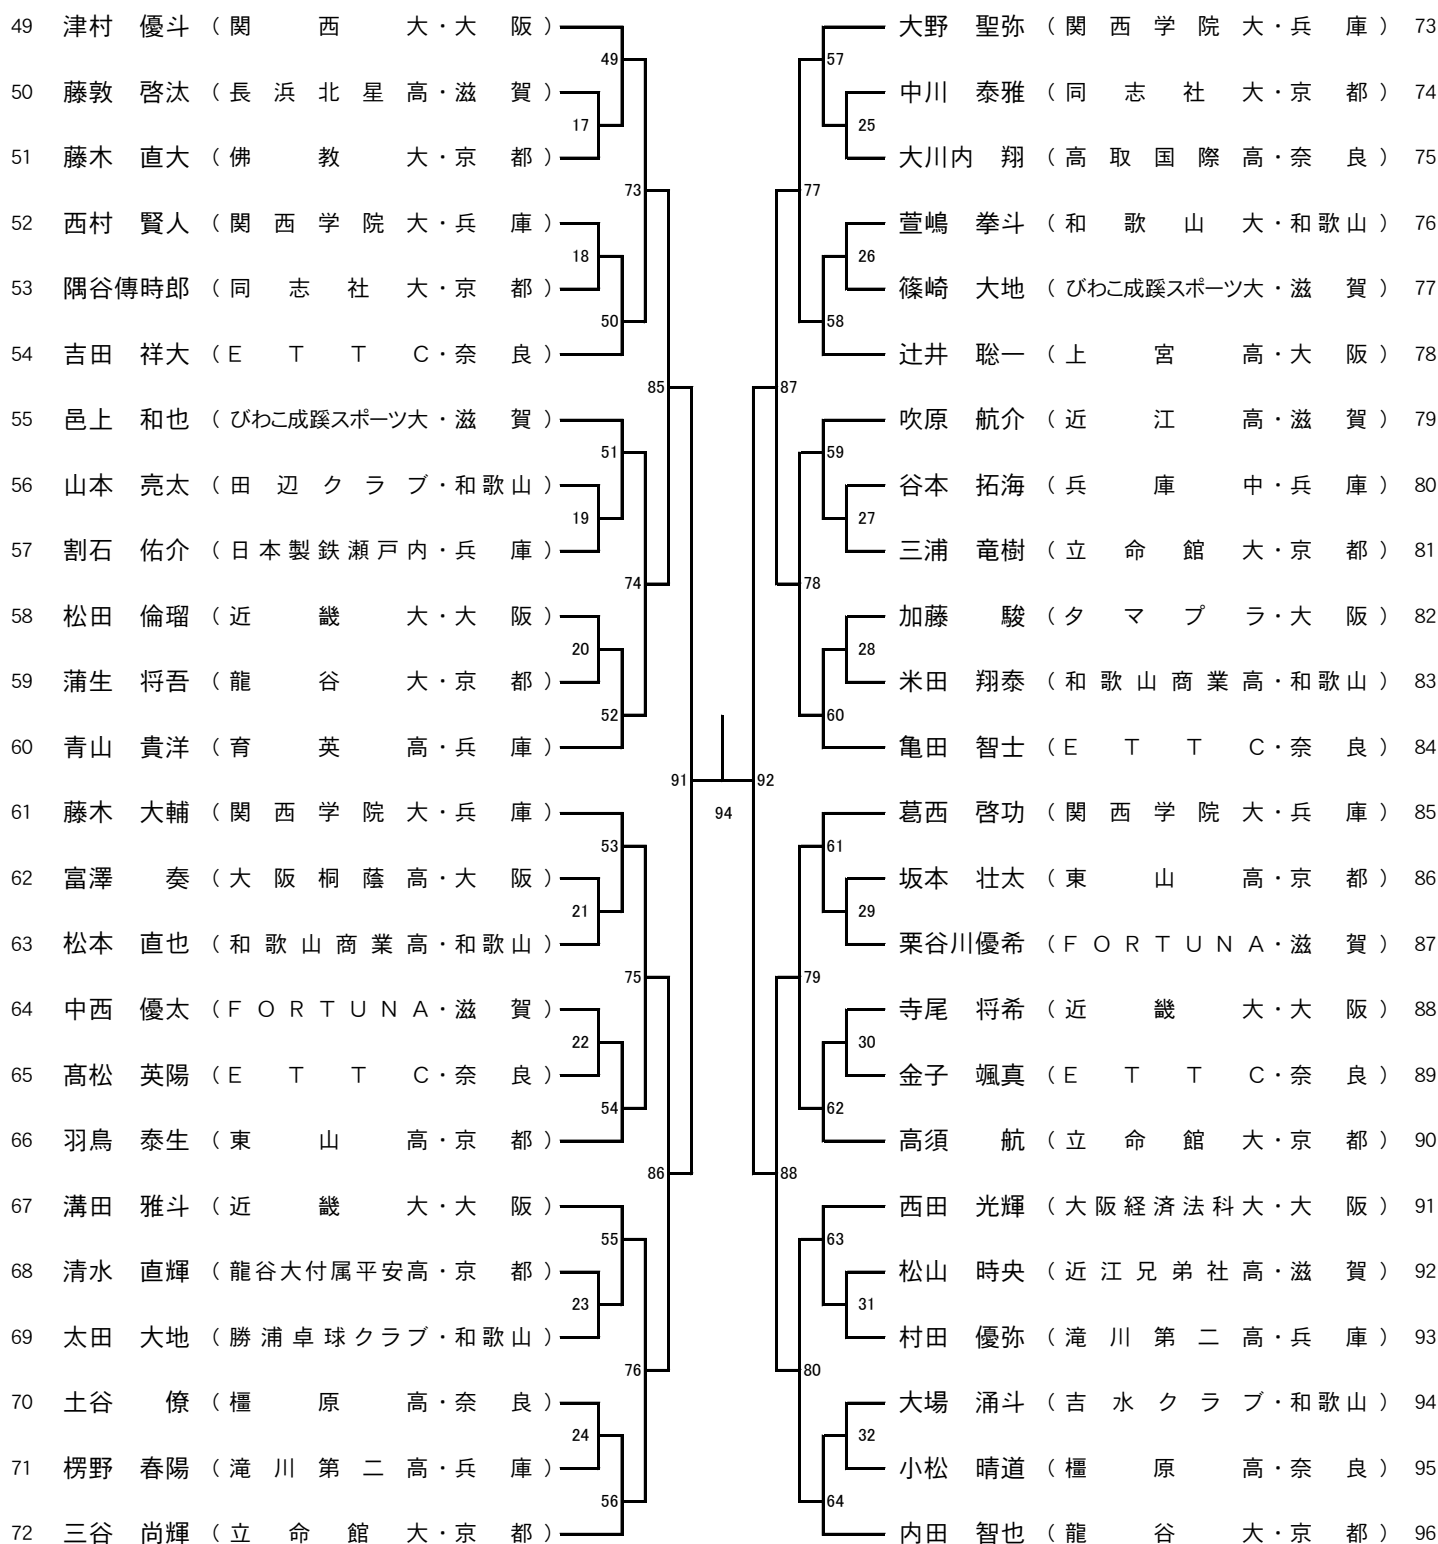 49 津村 優斗 (関西大・大阪) 大野 聖弥 (関西学院大・兵庫) 73
49 57
50 藤敦 啓汰 (長浜北星高・滋賀) 中川 泰雅 (同志社大・京都) 74
17 25
51 藤木 直大 (佛教大・京都) 大川内 翔 (高取国際高・奈良) 75
73 77
52 西村 賢人 (関西学院大・兵庫) 萱嶋 拳斗 (和歌山大・和歌山) 76
18 26
53 隅谷傳時郎 (同志社大・京都) 篠崎 大地 (びわこ成蹊スポーツ大・滋賀) 77
50 58
54 吉田 祥大 (ETTC・奈良) 辻井 聡一 (上宮高・大阪) 78
85 87
55 邑上 和也 (びわこ成蹊スポーツ大・滋賀) 吹原 航介 (近江高・滋賀) 79
51 59
56 山本 亮太 (田辺クラブ・和歌山) 谷本 拓海 (兵庫中・兵庫) 80
19 27
57 割石 佑介 (日本製鉄瀬戸内・兵庫) 三浦 竜樹 (立命館大・京都) 81
74 78
58 松田 倫瑠 (近畿大・大阪) 加藤 駿 (タマプラ・大阪) 82
20 28
59 蒲生 将吾 (龍谷大・京都) 米田 翔泰 (和歌山商業高・和歌山) 83
52 60
60 青山 貴洋 (育英高・兵庫) 亀田 智士 (ETTC・奈良) 84
91 92
61 藤木 大輔 (関西学院大・兵庫) 94 葛西 啓功 (関西学院大・兵庫) 85
53 61
62 富澤 奏 (大阪桐蔭高・大阪) 坂本 壮太 (東山高・京都) 86
21 29
63 松本 直也 (和歌山商業高・和歌山) 栗谷川優希 (FORTUNA・滋賀) 87
75 79
64 中西 優太 (FORTUNA・滋賀) 寺尾 将希 (近畿大・大阪) 88
22 30
65 髙松 英陽 (ETTC・奈良) 金子 颯真 (ETTC・奈良) 89
54 62
66 羽鳥 泰生 (東山高・京都) 高須 航 (立命館大・京都) 90
86 88
67 溝田 雅斗 (近畿大・大阪) 西田 光輝 (大阪経済法科大・大阪) 91
55 63
68 清水 直輝 (龍谷大付属平安高・京都) 松山 時央 (近江兄弟社高・滋賀) 92
23 31
69 太田 大地 (勝浦卓球クラブ・和歌山) 村田 優弥 (滝川第二高・兵庫) 93
76 80
70 土谷 僚 (橿原高・奈良) 大場 涌斗 (吉水クラブ・和歌山) 94
24 32
71 楞野 春陽 (滝川第二高・兵庫) 小松 晴道 (橿原高・奈良) 95
56 64
72 三谷 尚輝 (立命館大・京都) 内田 智也 (龍谷大・京都) 96